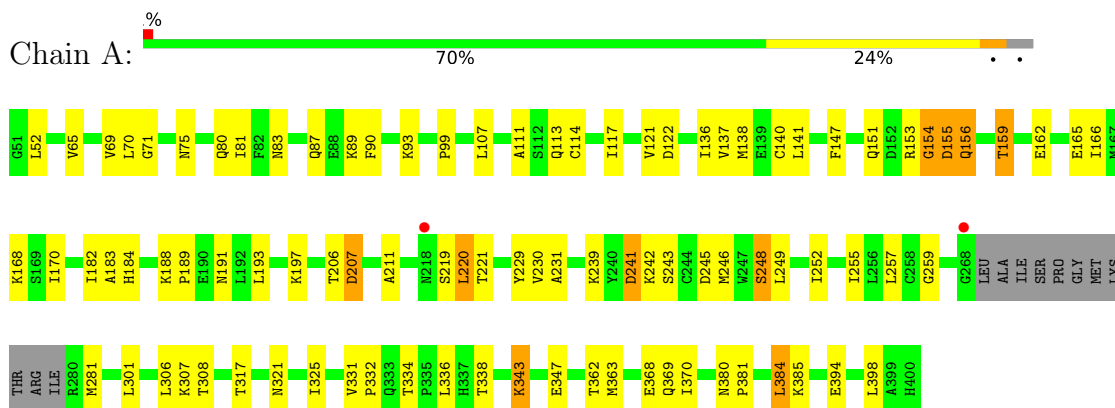 .%
Chain A:
70% 24% . .
G51 L52 V65 V69 L70 G71 N75 Q80 I81 F82 N83 Q87 E88 K89 F90 K93 P99 L107 A111 S112 Q113 C114 I117 V121 D122 I136 V137 M138 E139 C140 L141 F147 Q151 D152 R153 G154 D155 Q156 T159 E162 E165 I166 M167
K168 S169 I170 I182 A183 H184 K188 P189 E190 N191 L192 L193 K197 T206 D207 A211 N218 S219 L220 T221 Y229 V230 A231 K239 Y240 D241 K242 S243 C244 D245 M246 W247 S248 L249 I252 I255 L256 L257 C258 G259 G268 LEU ALA ILE SER PRO GLY MET LYS
THR ARG ILE R280 M281 L301 L306 K307 T308 T317 N321 I325 V331 P332 Q333 T334 P335 L336 H337 T338 K343 E347 T362 M363 E368 Q369 I370 N380 P381 L384 K385 E394 L398 A399 H400